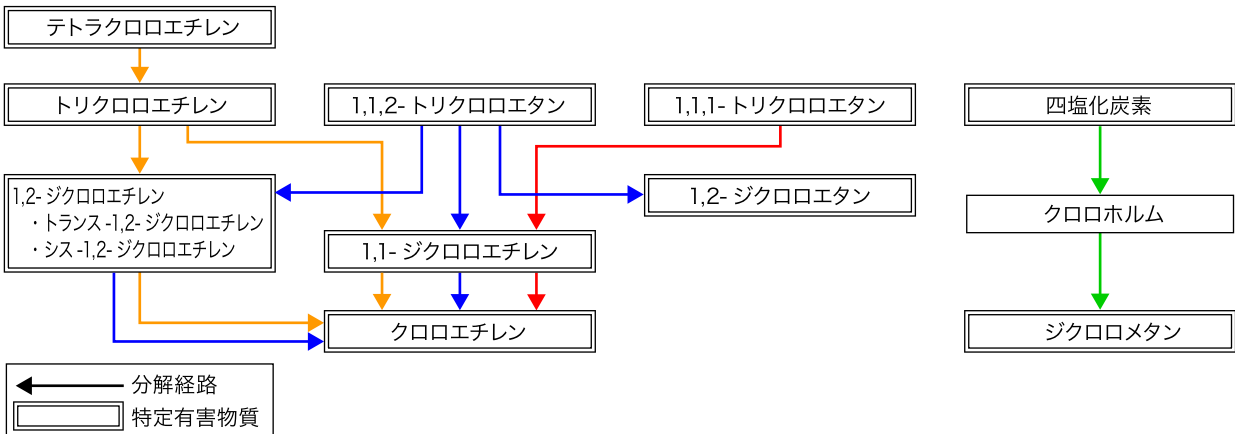 テトラクロロエチレン
トリクロロエチレン
1,1,2-トリクロロエタン
1,1,1-トリクロロエタン
四塩化炭素
1,2-ジクロロエチレン
・トランス-1,2-ジクロロエチレン
・シス-1,2-ジクロロエチレン
1,2-ジクロロエタン
クロロホルム
1,1-ジクロロエチレン
クロロエチレン
ジクロロメタン
分解経路
特定有害物質